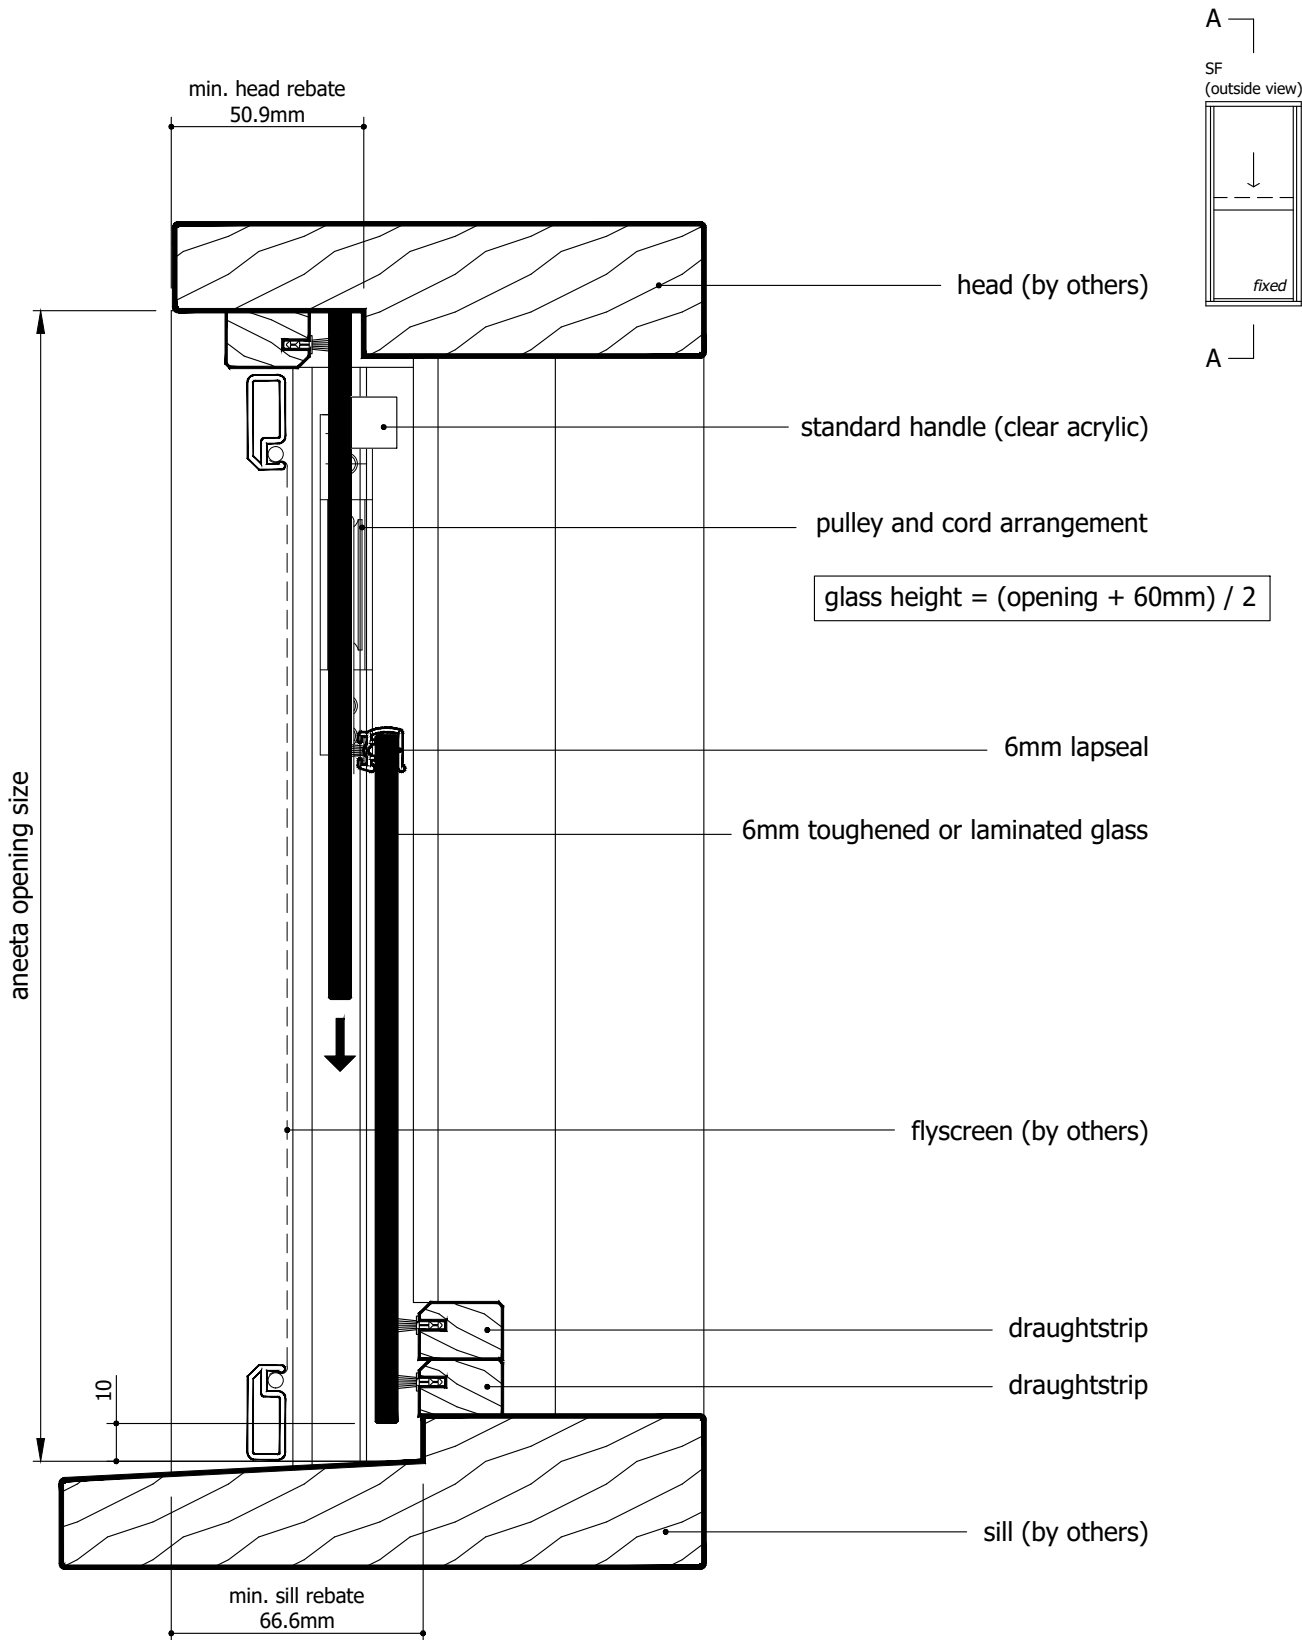 A
SF
(outside view)
fixed
A
min. head rebate
50.9mm
head (by others)
standard handle (clear acrylic)
pulley and cord arrangement
glass height = (opening + 60mm) / 2
6mm lapseal
6mm toughened or laminated glass
aneeta opening size
flyscreen (by others)
draughtstrip
draughtstrip
10
sill (by others)
min. sill rebate
66.6mm